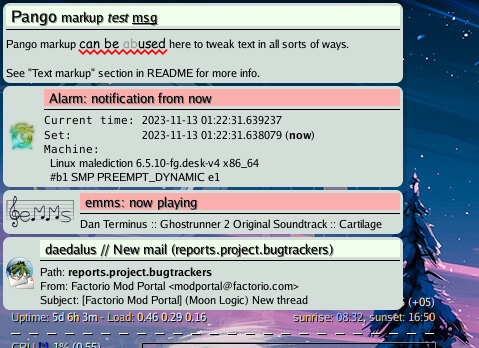 Pango markup test msg
Pango markup can be abused here to tweak text in all sorts of ways.
See "Text markup" section in README for more info.
Alarm: notification from now
Current time: 2023-11-13 01:22:31.639237
Set: 2023-11-13 01:22:31.638079 (now)
Machine:
Linux malediction 6.5.10-fg.desk-v4 x86_64
#b1 SMP PREEMPT_DYNAMIC e1
eMMS
emms: now playing
Dan Terminus :: Ghostrunner 2 Original Soundtrack :: Cartilage
daedalus // New mail (reports.project.bugtrackers)
Path: reports.project.bugtrackers
From: Factorio Mod Portal <modportal@factorio.com>
Subject: [Factorio Mod Portal] (Moon Logic) New thread
(+05)
Uptime: 5d 6h 3m - Load: 0.46 0.29 0.16 sunrise: 08:32, sunset: 16:50